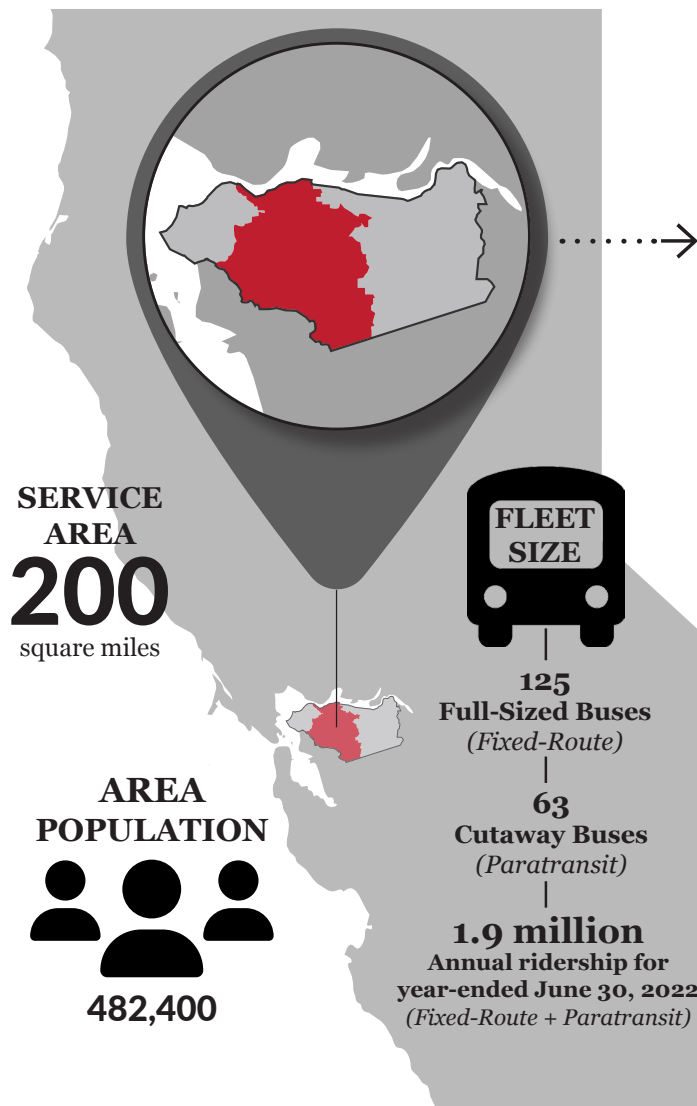 SERVICE
AREA
200
square miles
FLEET
SIZE
125
Full-Sized Buses
(Fixed-Route)
63
Cutaway Buses
(Paratransit)
1.9 million
Annual ridership for
year-ended June 30, 2022
(Fixed-Route + Paratransit)
AREA
POPULATION
482,400